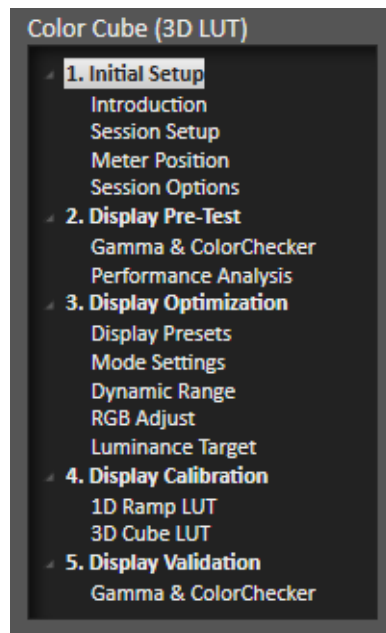 Color Cube (3D LUT)
1. Initial Setup
Introduction
Session Setup
Meter Position
Session Options
2. Display Pre-Test
Gamma & ColorChecker
Performance Analysis
3. Display Optimization
Display Presets
Mode Settings
Dynamic Range
RGB Adjust
Luminance Target
4. Display Calibration
1D Ramp LUT
3D Cube LUT
5. Display Validation
Gamma & ColorChecker